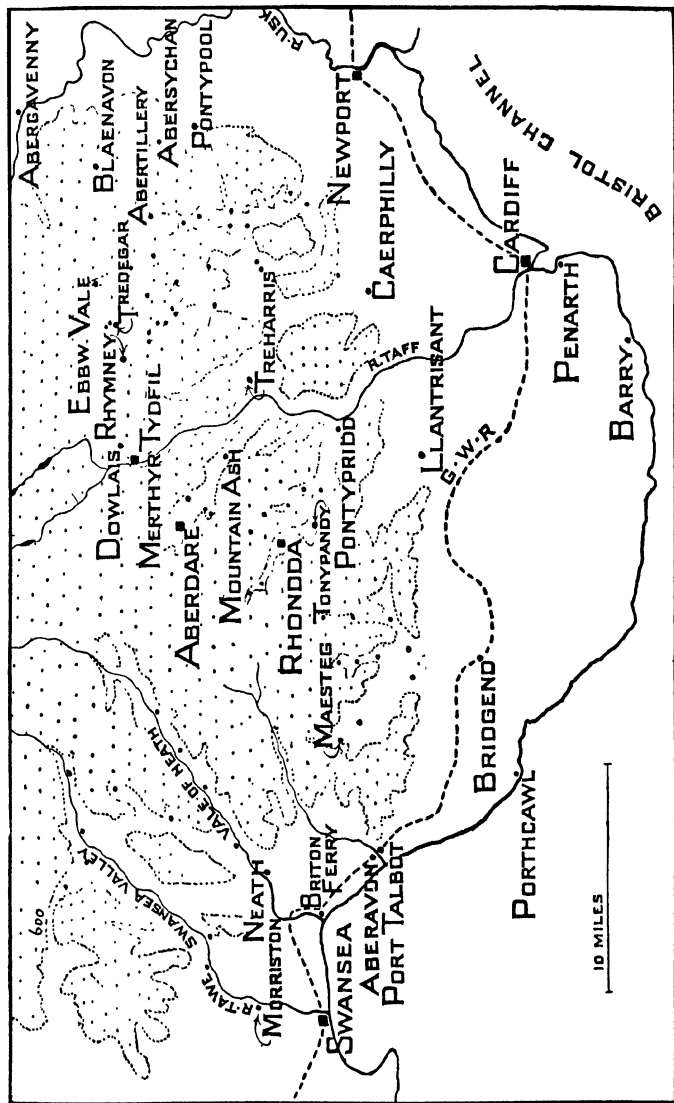 ABERGAVENNY
BLAENAVON
ABERTILLERY
ABERSYCHAN
PONTYPOOL
R·USK
NEWPORT
EBBW VALE
TREDEGAR
RHYMNEY
DOWLAIS
MERTHYR TYDFIL
TREHARRIS
CAERPHILLY
CARDIFF
BRISTOL CHANNEL
PENARTH
BARRY
R.TAFF
LLANTRISANT
G·W·R
ABERDARE
MOUNTAIN ASH
RHONDDA
TONYPANDY
PONTYPRIDD
MAESTEG
BRIDGEND
PORTHCAWL
VALE OF NEATH
SWANSEA VALLEY
600
R·TAWE
NEATH
MORRISTON
BRITON
FERRY
SWANSEA
ABERAVON
PORT TALBOT
10 MILES